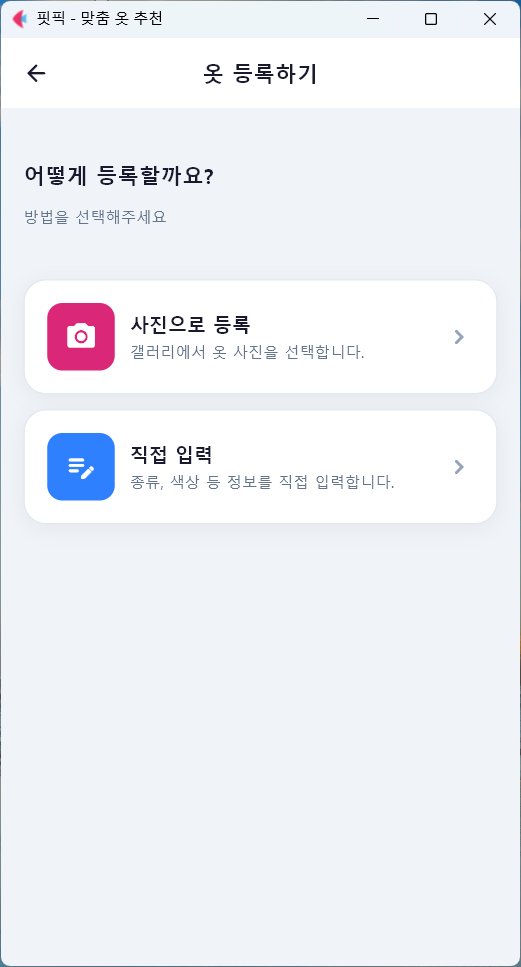 핏픽 - 맞춤 옷 추천
옷 등록하기
어떻게 등록할까요?
방법을 선택해주세요
사진으로 등록
갤러리에서 옷 사진을 선택합니다.
직접 입력
종류, 색상 등 정보를 직접 입력합니다.